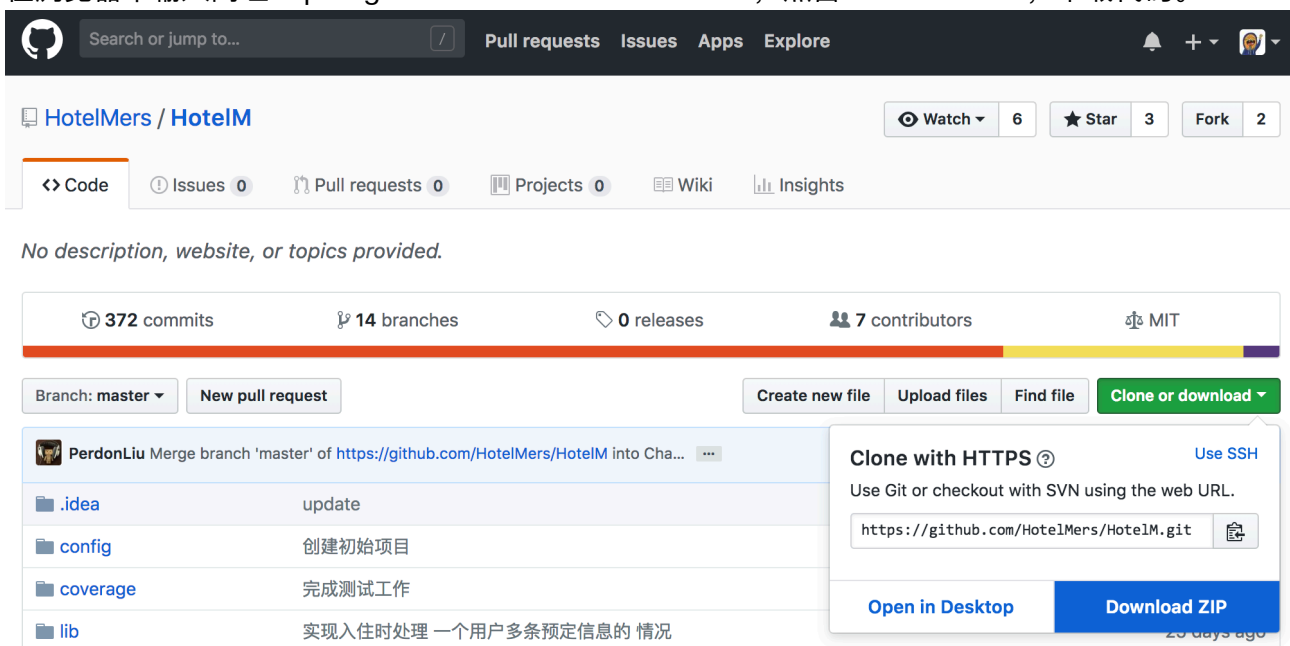 Search or jump to... / Pull requests Issues Apps Explore
HotelMers / HotelM Watch 6 Star 3 Fork 2
Code Issues 0 Pull requests 0 Projects 0 Wiki Insights
No description, website, or topics provided.
372 commits 14 branches 0 releases 7 contributors MIT
Branch: master New pull request Create new file Upload files Find file Clone or download
PerdonLiu Merge branch 'master' of https://github.com/HotelMers/HotelM into Cha... ...
Clone with HTTPS ? Use SSH
Use Git or checkout with SVN using the web URL.
https://github.com/HotelMers/HotelM.git
Open in Desktop Download ZIP
.idea update
config 创建初始项目
coverage 完成测试工作
lib 实现入住时处理 一个用户多条预定信息的 情况
days ago